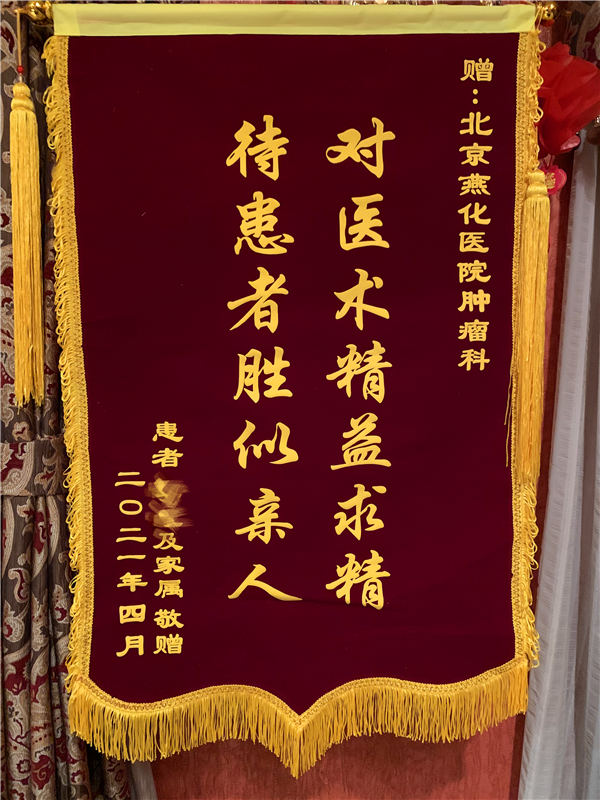 赠：北京燕化医院肿瘤科
对医术精益求精
待患者胜似亲人
患者及家属敬赠
二〇二一年四月